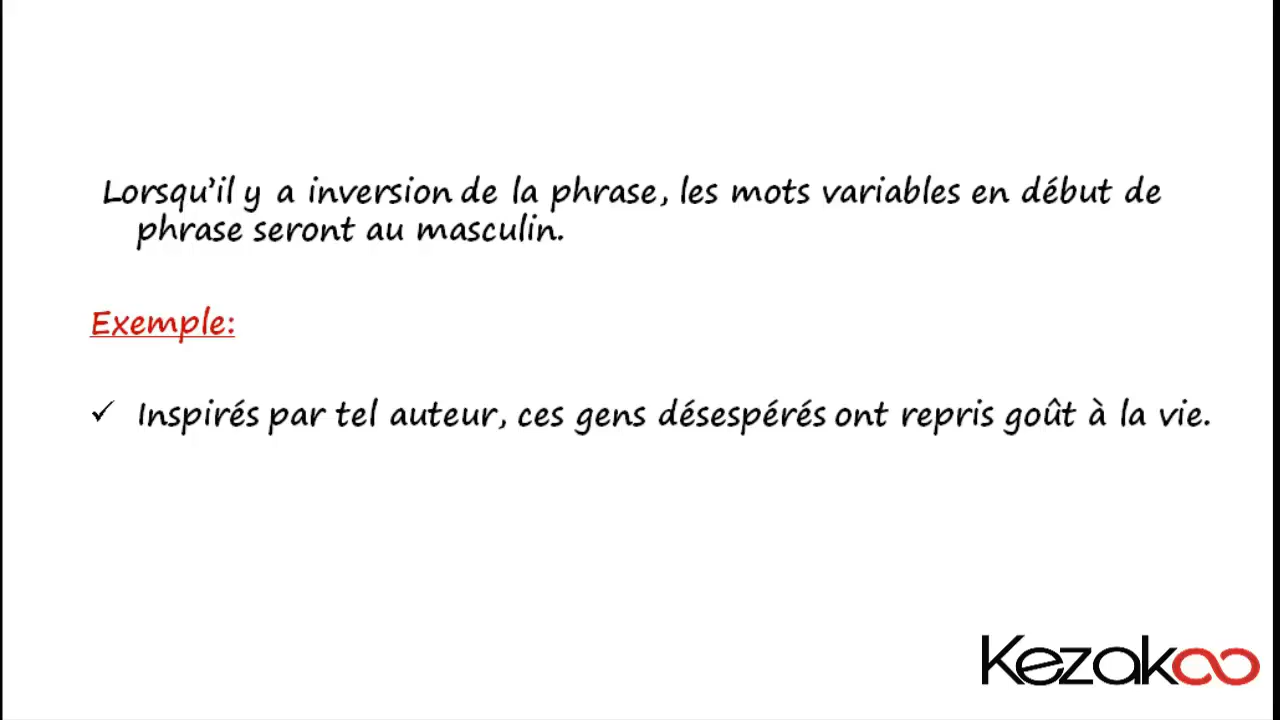 Lorsqu'il y a inversion de la phrase, les mots variables en début de
phrase seront au masculin.
Exemple:
✓ Inspirés par tel auteur, ces gens désespérés ont repris goût à la vie.
Kezakoo